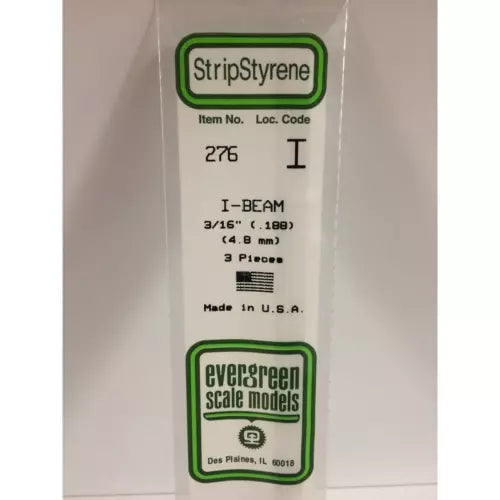 StripStyrene
Item No. Loc. Code
276 I
I-BEAM
3/16" (.188)
(4.8 mm)
3 Pieces
Made in U.S.A.
evergreen
scale models
Des Plaines, IL 60018